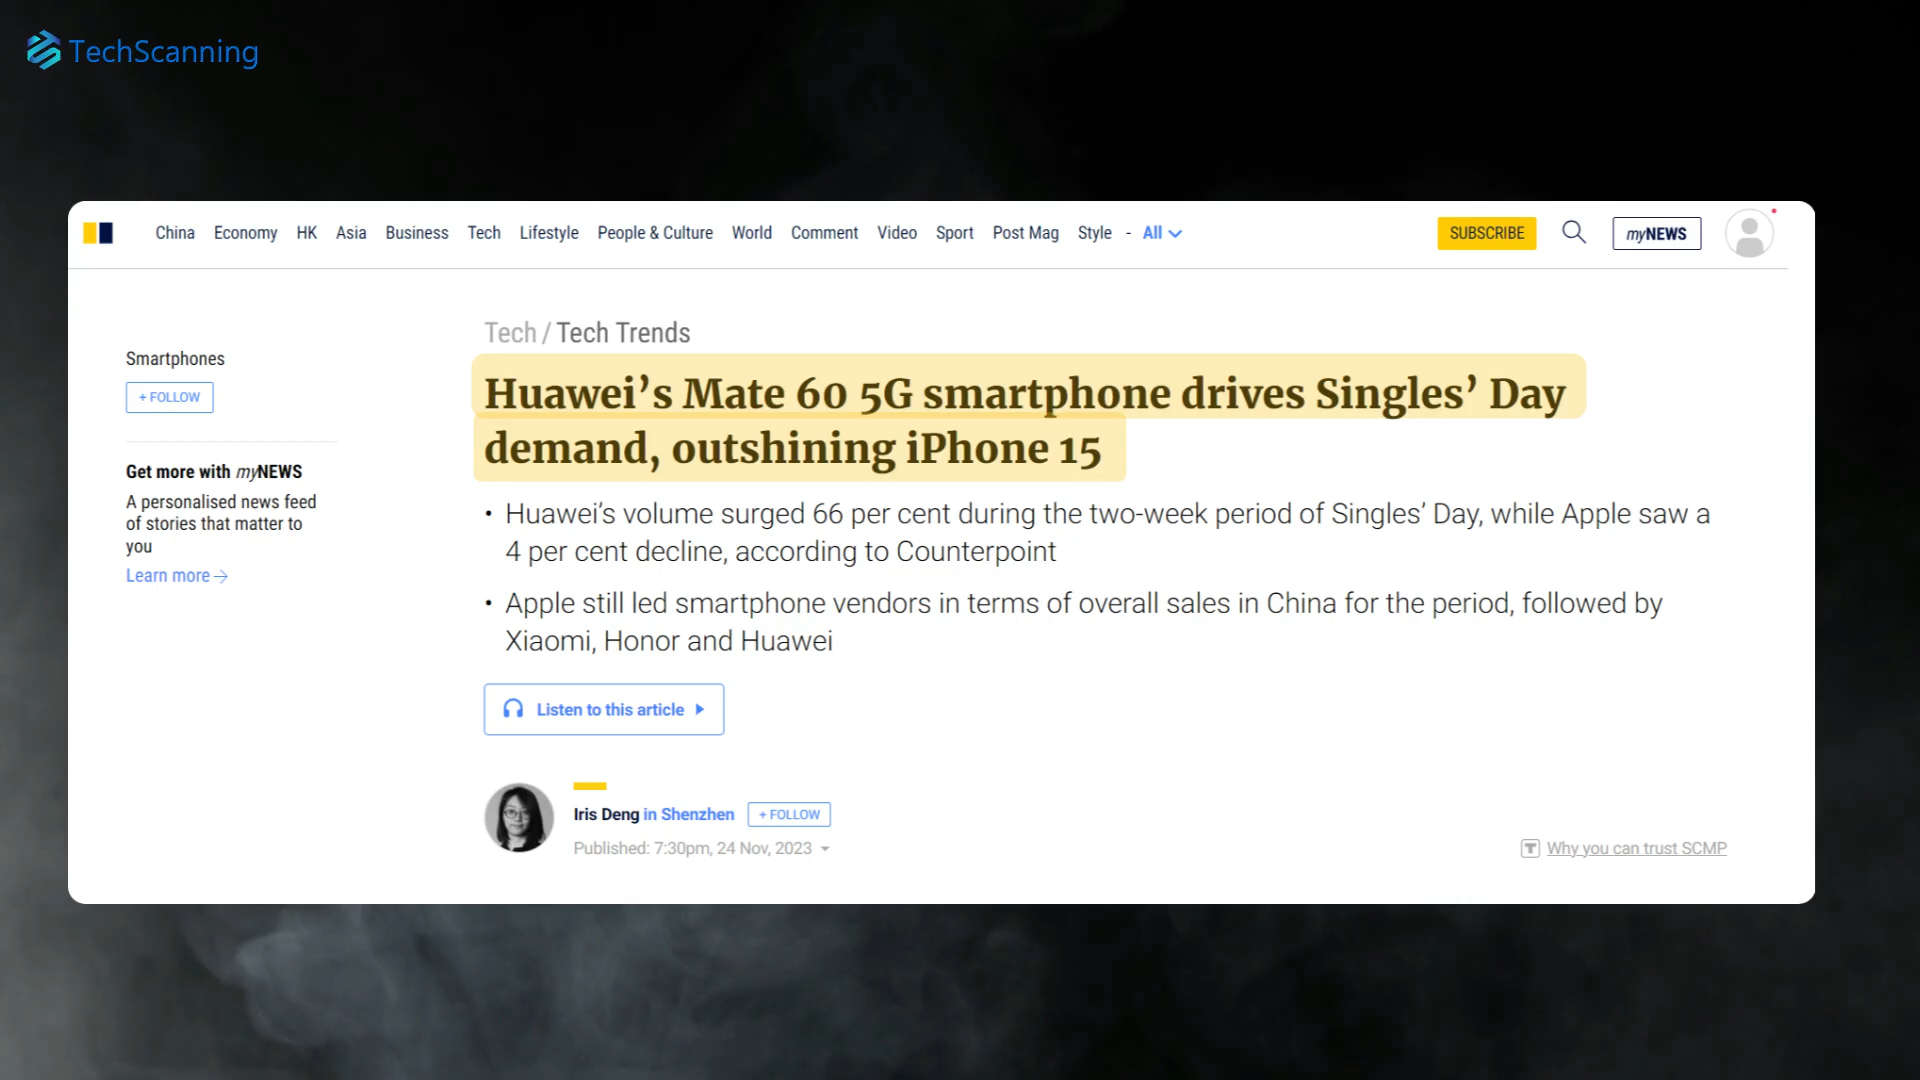 TechScanning
China Economy HK Asia Business Tech Lifestyle People & Culture World Comment Video Sport Post Mag Style - All SUBSCRIBE myNEWS
Tech / Tech Trends
Smartphones
+ FOLLOW
Huawei’s Mate 60 5G smartphone drives Singles’ Day
demand, outshining iPhone 15
Get more with myNEWS
A personalised news feed
of stories that matter to
you
Learn more
• Huawei’s volume surged 66 per cent during the two-week period of Singles’ Day, while Apple saw a
4 per cent decline, according to Counterpoint
• Apple still led smartphone vendors in terms of overall sales in China for the period, followed by
Xiaomi, Honor and Huawei
Listen to this article
Iris Deng in Shenzhen + FOLLOW
Published: 7:30pm, 24 Nov, 2023
T Why you can trust SCMP